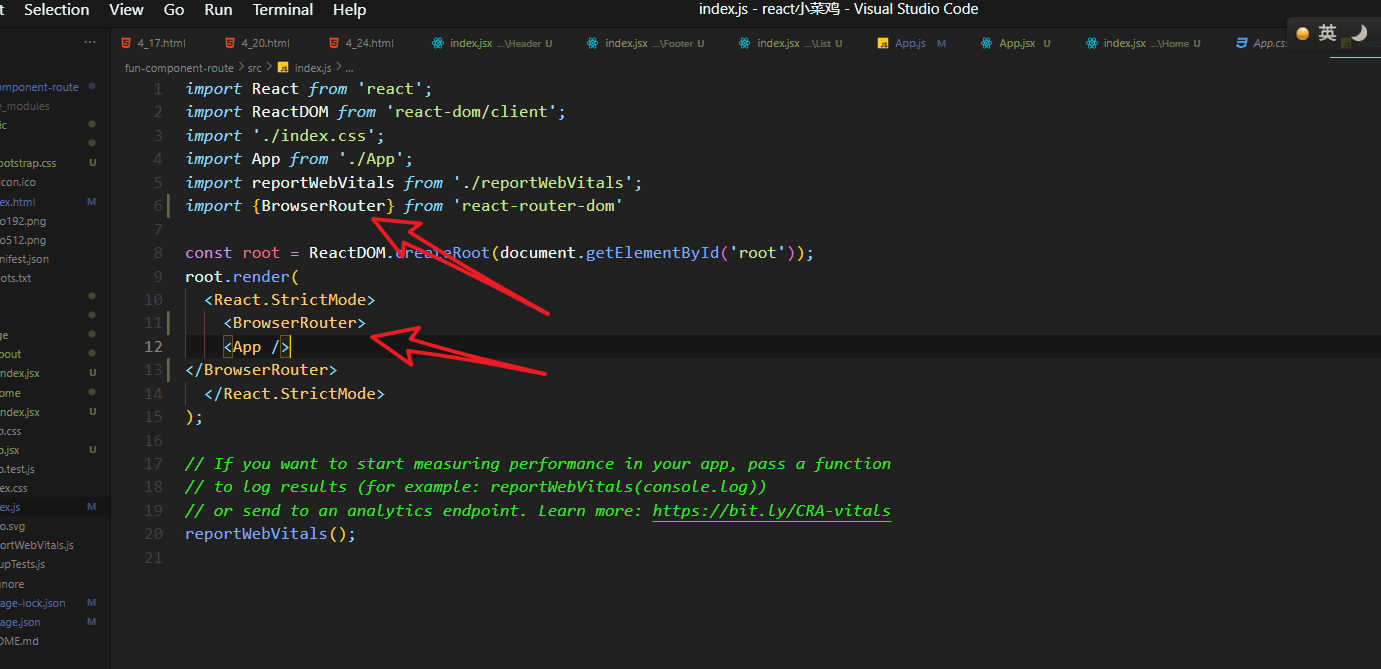 t Selection View Go Run Terminal Help index.js - react小菜鸡 - Visual Studio Code
4_17.html 4_20.html 4_24.html index.jsx ...\Header U index.jsx ...\Footer U index.jsx ...\List U App.js M App.jsx U index.jsx ...\Home U App.cs 英
fun-component-route > src > JS index.js > ...
omponent-route
e_modules
ic
ootstrap.css U
icon.ico
ex.html M
o192.png
o512.png
nifest.json
ots.txt
ge
bout
index.jsx U
ome
ndex.jsx U
p.css
p.jsx U
p.test.js
ex.css
ex.js M
o.svg
ortWebVitals.js
upTests.js
gnore
age-lock.json M
age.json M
DME.md
1 import React from 'react';
2 import ReactDOM from 'react-dom/client';
3 import './index.css';
4 import App from './App';
5 import reportWebVitals from './reportWebVitals';
6 import {BrowserRouter} from 'react-router-dom'
7
8 const root = ReactDOM.createRoot(document.getElementById('root'));
9 root.render(
10 <React.StrictMode>
11 <BrowserRouter>
12 <App />
13 </BrowserRouter>
14 </React.StrictMode>
15 );
16
17 // If you want to start measuring performance in your app, pass a function
18 // to log results (for example: reportWebVitals(console.log))
19 // or send to an analytics endpoint. Learn more: https://bit.ly/CRA-vitals
20 reportWebVitals();
21